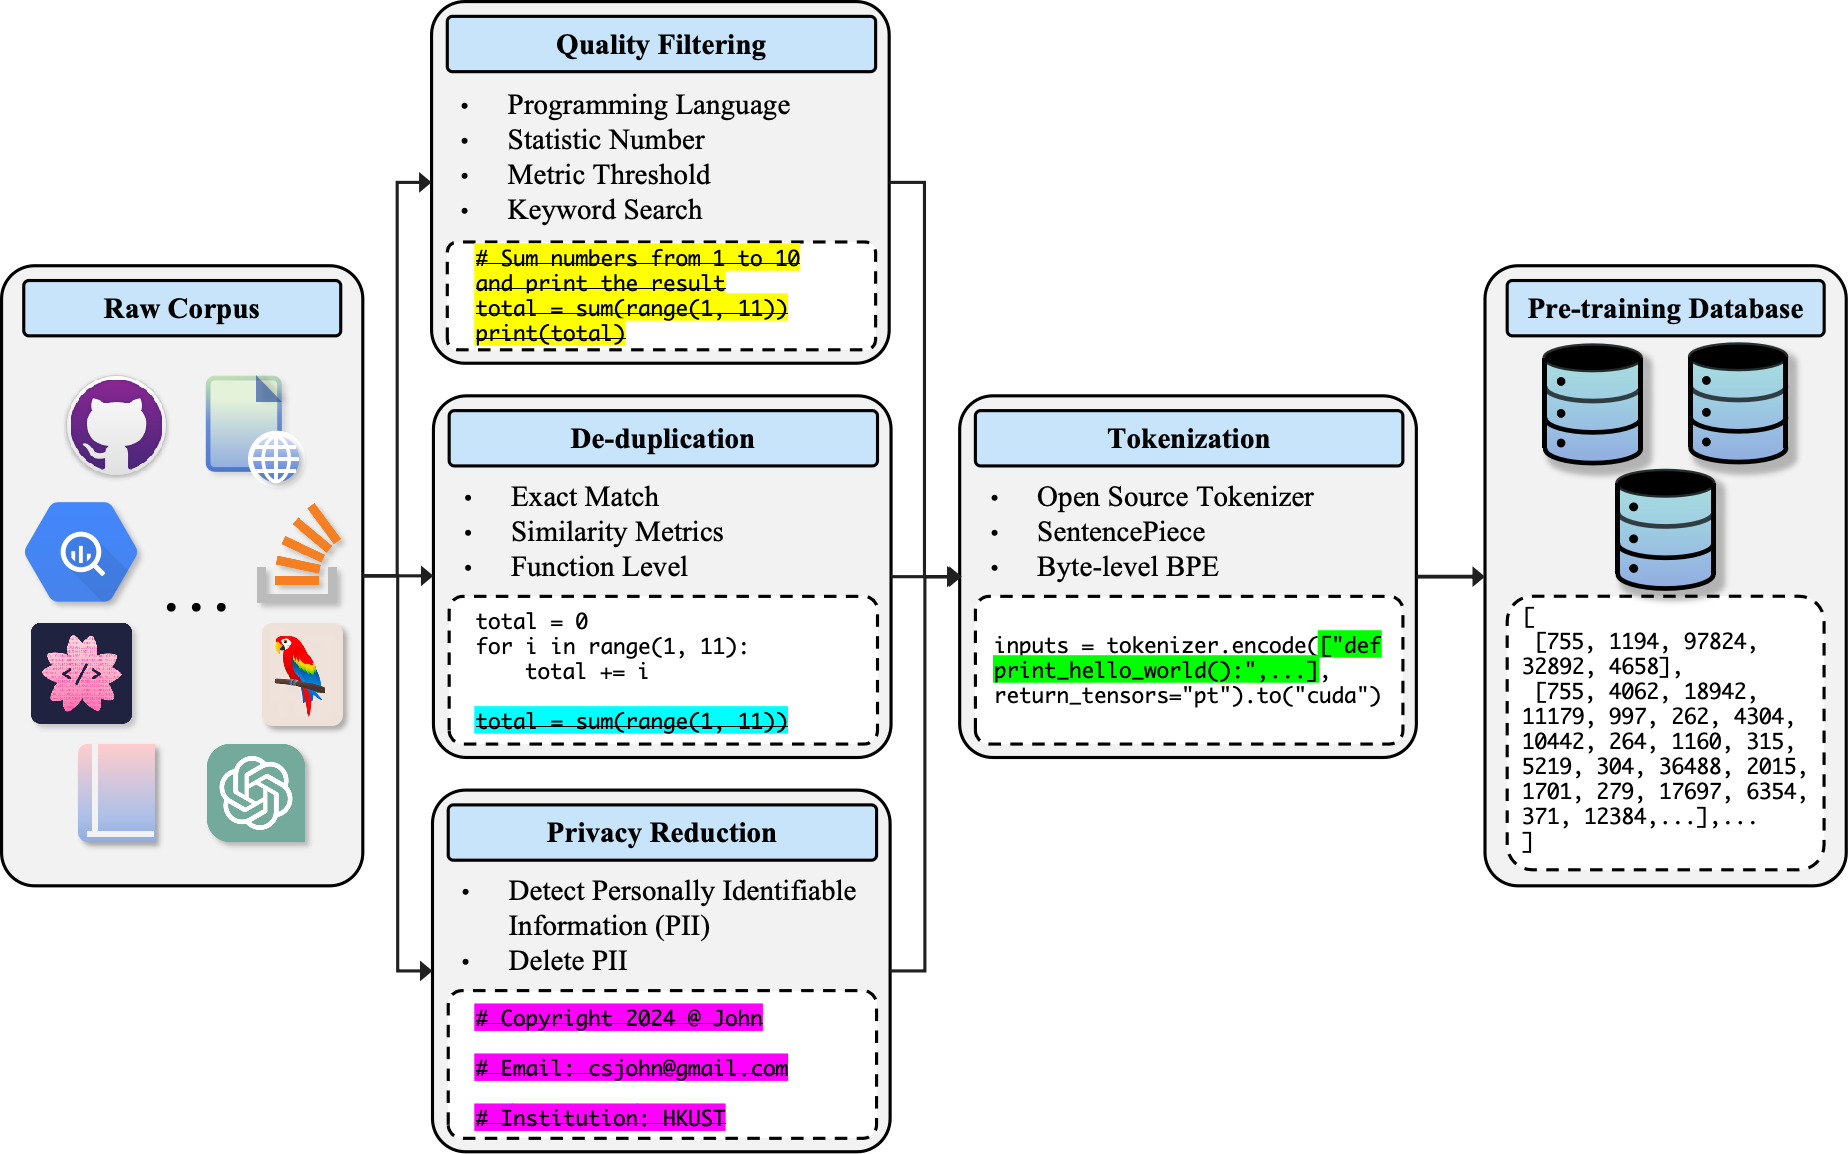 Raw Corpus
...
Quality Filtering
• Programming Language
• Statistic Number
• Metric Threshold
• Keyword Search
# Sum numbers from 1 to 10
and print the result
total = sum(range(1, 11))
print(total)
De-duplication
• Exact Match
• Similarity Metrics
• Function Level
total = 0
for i in range(1, 11):
    total += i
total = sum(range(1, 11))
Privacy Reduction
• Detect Personally Identifiable
Information (PII)
• Delete PII
# Copyright 2024 @ John
# Email: csjohn@gmail.com
# Institution: HKUST
Tokenization
• Open Source Tokenizer
• SentencePiece
• Byte-level BPE
inputs = tokenizer.encode(["def
print_hello_world():",...],
return_tensors="pt").to("cuda")
Pre-training Database
[
[755, 1194, 97824,
32892, 4658],
[755, 4062, 18942,
11179, 997, 262, 4304,
10442, 264, 1160, 315,
5219, 304, 36488, 2015,
1701, 279, 17697, 6354,
371, 12384,...],...
]